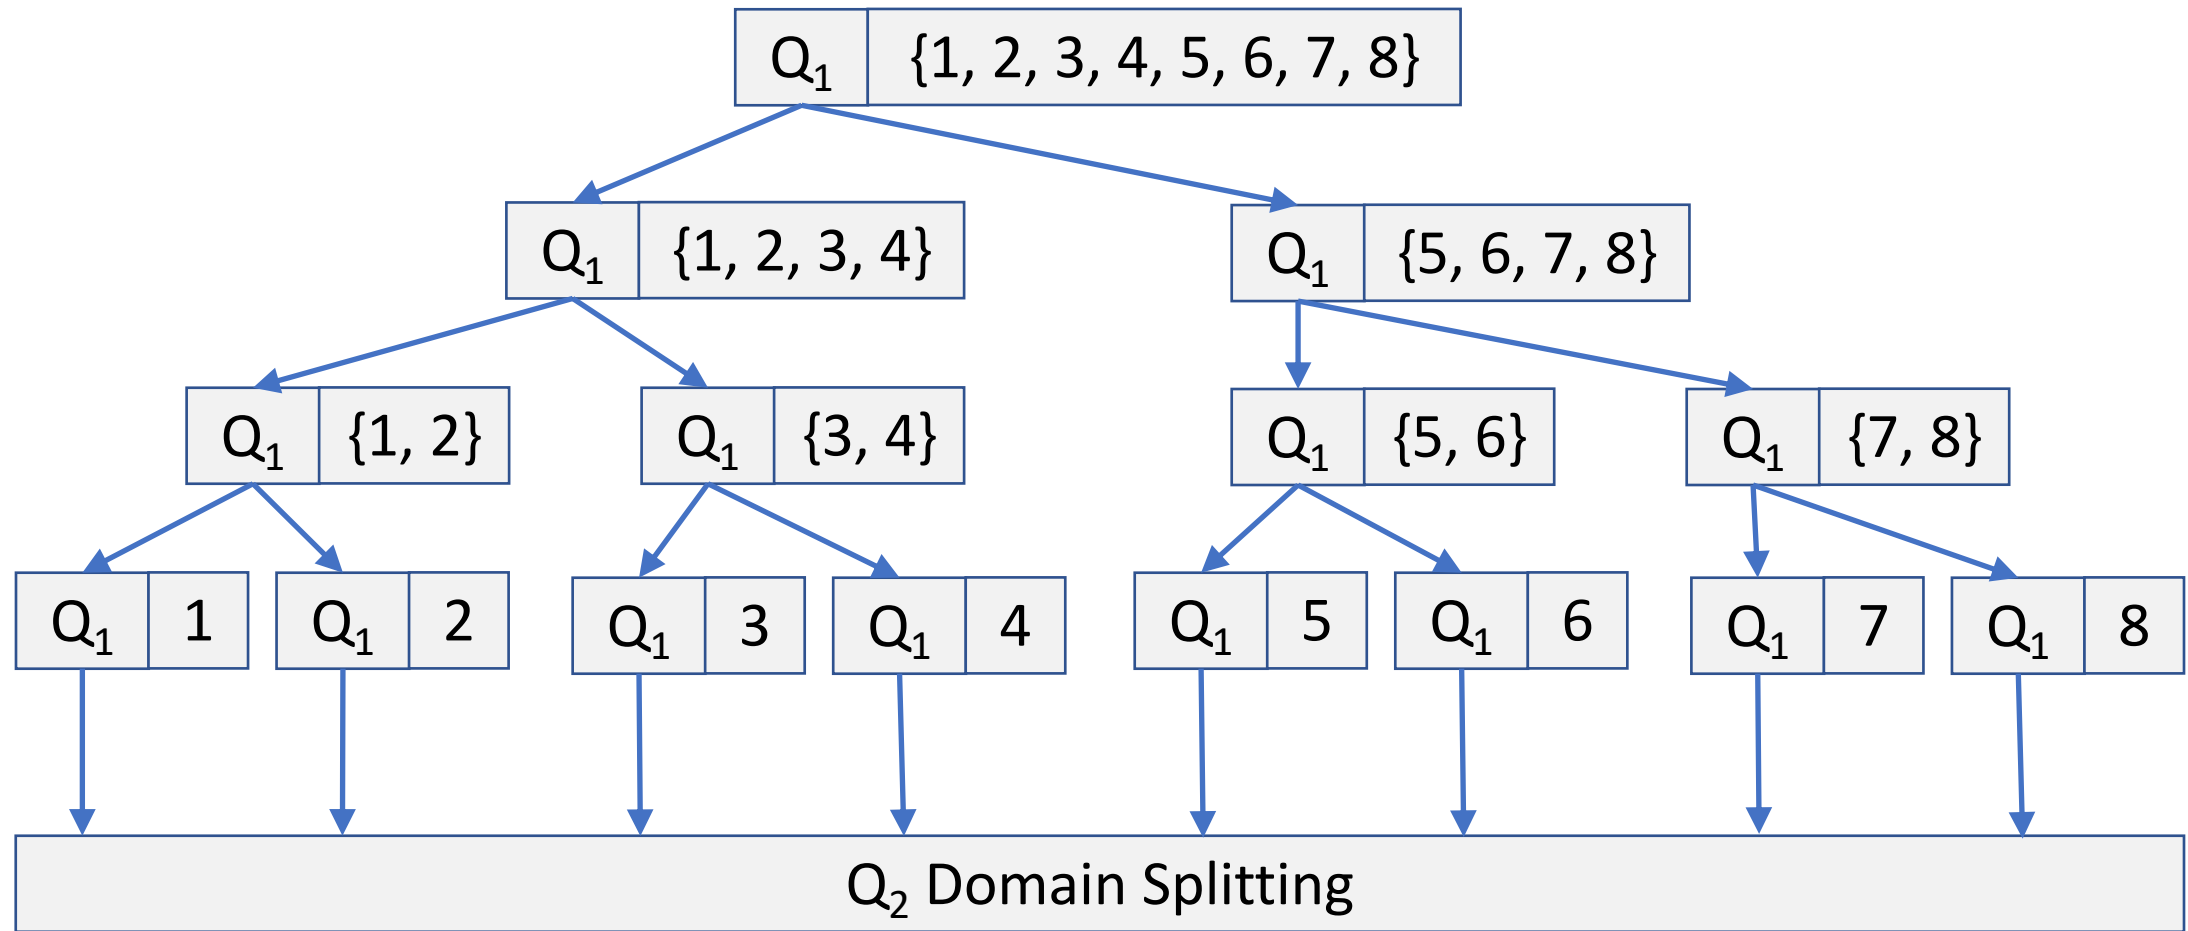 Q₁ {1, 2, 3, 4, 5, 6, 7, 8}
Q₁ {1, 2, 3, 4} Q₁ {5, 6, 7, 8}
Q₁ {1, 2} Q₁ {3, 4} Q₁ {5, 6} Q₁ {7, 8}
Q₁ 1 Q₁ 2 Q₁ 3 Q₁ 4 Q₁ 5 Q₁ 6 Q₁ 7 Q₁ 8
Q₂ Domain Splitting